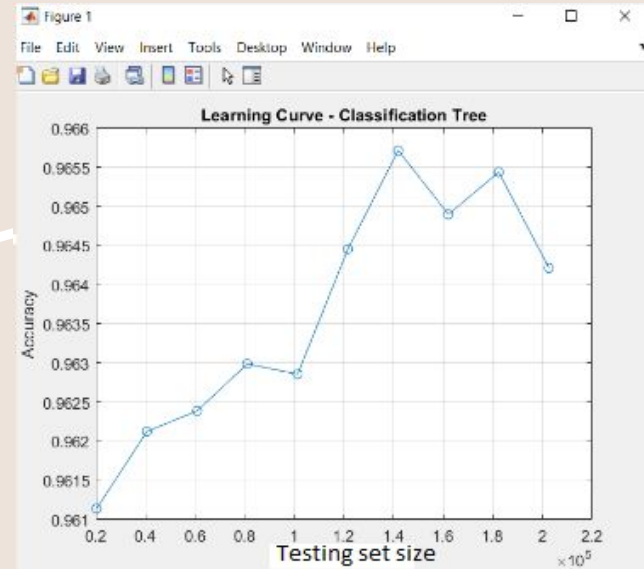 Figure 1
File Edit View Insert Tools Desktop Window Help
Learning Curve - Classification Tree
0.966
0.9655
0.965
0.9645
0.964
0.9635
0.963
0.9625
0.962
0.9615
0.961
Accuracy
0.2 0.4 0.6 0.8 1 1.2 1.4 1.6 1.8 2 2.2
Testing set size
×10⁵